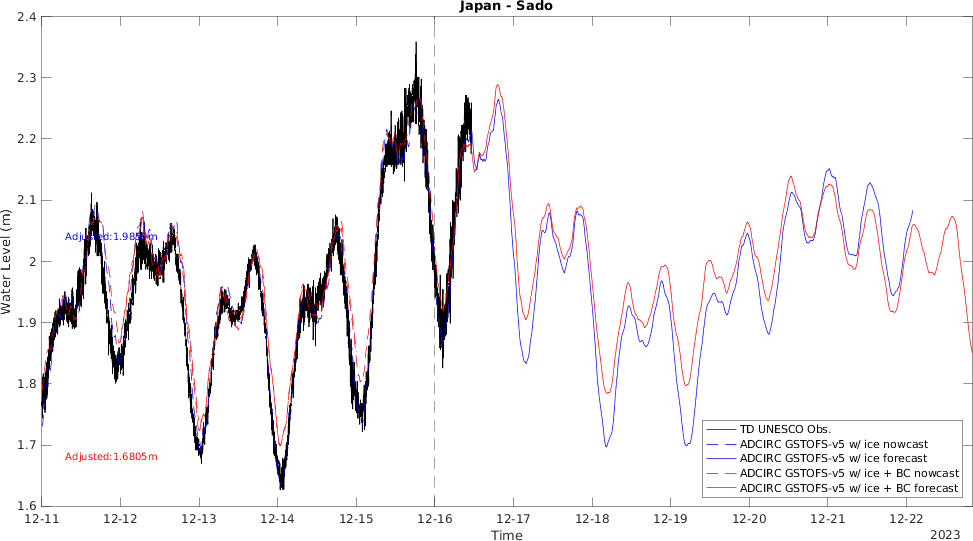 Japan - Sado
2.4
2.3
2.2
2.1
2
1.9
1.8
1.7
1.6
Water Level (m)
Adjusted:1.6805m
12-11 12-12 12-13 12-14 12-15 12-16 12-17 12-18 12-19 12-20 12-21 12-22
Time
2023
TD UNESCO Obs.
ADCIRC GSTOFS-v5 w/ ice nowcast
ADCIRC GSTOFS-v5 w/ ice forecast
ADCIRC GSTOFS-v5 w/ ice + BC nowcast
ADCIRC GSTOFS-v5 w/ ice + BC forecast